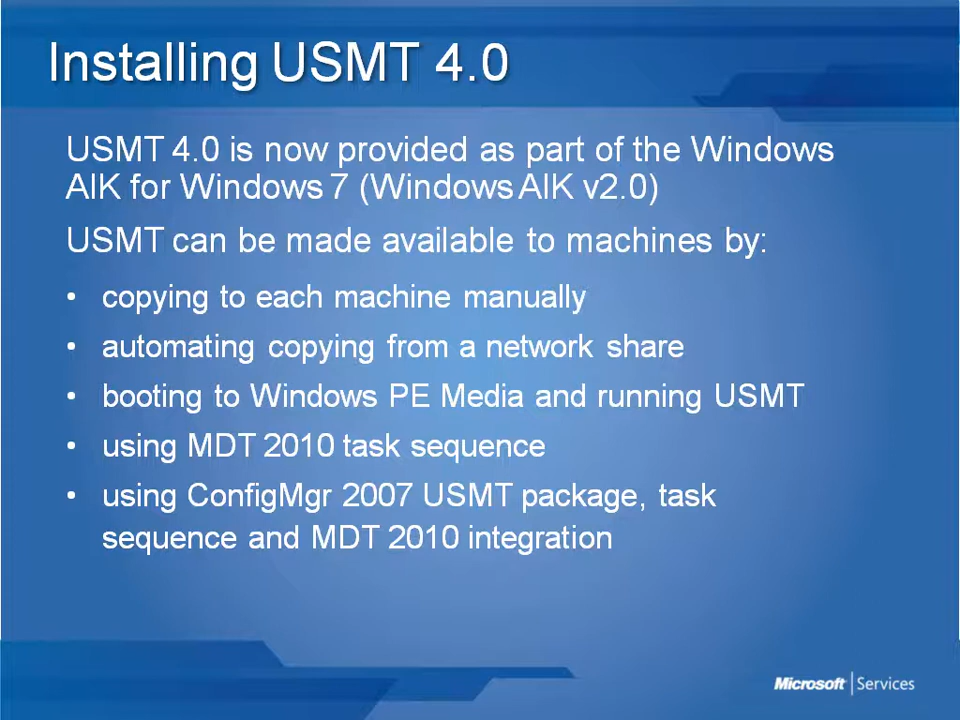 Installing USMT 4.0
USMT 4.0 is now provided as part of the Windows
AIK for Windows 7 (Windows AIK v2.0)
USMT can be made available to machines by:
• copying to each machine manually
• automating copying from a network share
• booting to Windows PE Media and running USMT
• using MDT 2010 task sequence
• using ConfigMgr 2007 USMT package, task
sequence and MDT 2010 integration
Microsoft | Services